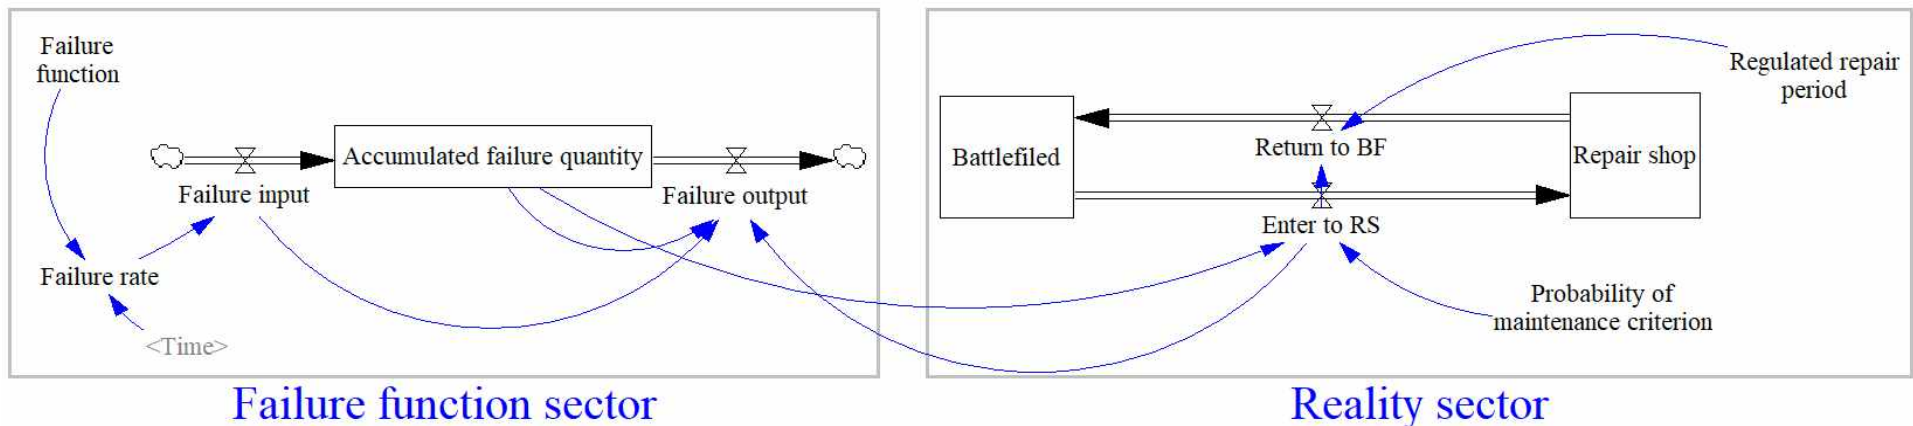 Failure
function
Accumulated failure quantity
Failure input
Failure output
Failure rate
<Time>
Failure function sector
Regulated repair
period
Battlefiled
Return to BF
Repair shop
Enter to RS
Probability of
maintenance criterion
Reality sector